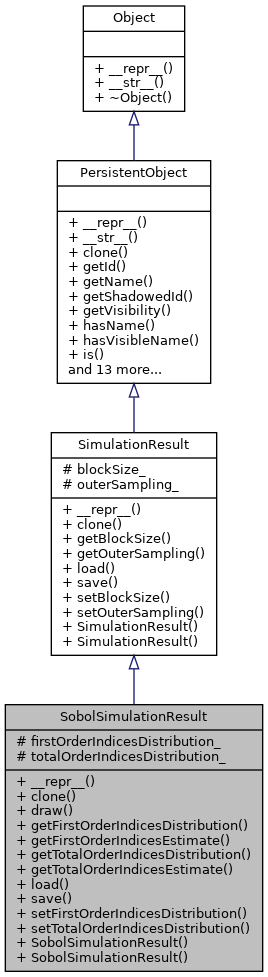 Object
+ __repr__()
+ __str__()
+ ~Object()
PersistentObject
+ __repr__()
+ __str__()
+ clone()
+ getId()
+ getName()
+ getShadowedId()
+ getVisibility()
+ hasName()
+ hasVisibleName()
+ is()
and 13 more...
SimulationResult
# blockSize_
# outerSampling_
+ __repr__()
+ clone()
+ getBlockSize()
+ getOuterSampling()
+ load()
+ save()
+ setBlockSize()
+ setOuterSampling()
+ SimulationResult()
+ SimulationResult()
SobolSimulationResult
# firstOrderIndicesDistribution_
# totalOrderIndicesDistribution_
+ __repr__()
+ clone()
+ draw()
+ getFirstOrderIndicesDistribution()
+ getFirstOrderIndicesEstimate()
+ getTotalOrderIndicesDistribution()
+ getTotalOrderIndicesEstimate()
+ load()
+ save()
+ setFirstOrderIndicesDistribution()
+ setTotalOrderIndicesDistribution()
+ SobolSimulationResult()
+ SobolSimulationResult()